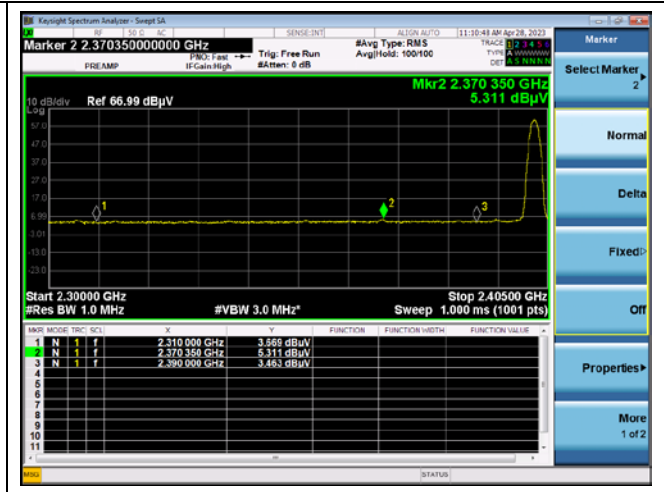 Keysight Spectrum Analyzer - Swept SA
RF 50 Ω AC SENSE:INT ALIGN AUTO 11:10:43 AM Apr 28, 2023
Marker 2 2.370350000000 GHz
PREAMP
PNO: Fast
IFGain:High
Trig: Free Run
#Atten: 0 dB
#Avg Type: RMS
Avg|Hold: 100/100
TRACE 1 2 3 4 5 6
TYPE A WWWWW
DET A S N N N N
Mkr2 2.370 350 GHz
5.311 dBµV
10 dB/div Ref 66.99 dBµV
Log
57.0
47.0
37.0
27.0
17.0
6.99
-3.01
-13.0
-23.0
1
2
3
Start 2.30000 GHz Stop 2.40500 GHz
#Res BW 1.0 MHz #VBW 3.0 MHz* Sweep 1.000 ms (1001 pts)
MKR MODE TRC SCL X Y FUNCTION FUNCTION WIDTH FUNCTION VALUE
1 N 1 f 2.310 000 GHz 3.569 dBµV
2 N 1 f 2.370 350 GHz 5.311 dBµV
3 N 1 f 2.390 000 GHz 3.463 dBµV
4
5
6
7
8
9
10
11
MSG STATUS
Marker
Select Marker
2
Normal
Delta
Fixed
Off
Properties
More
1 of 2